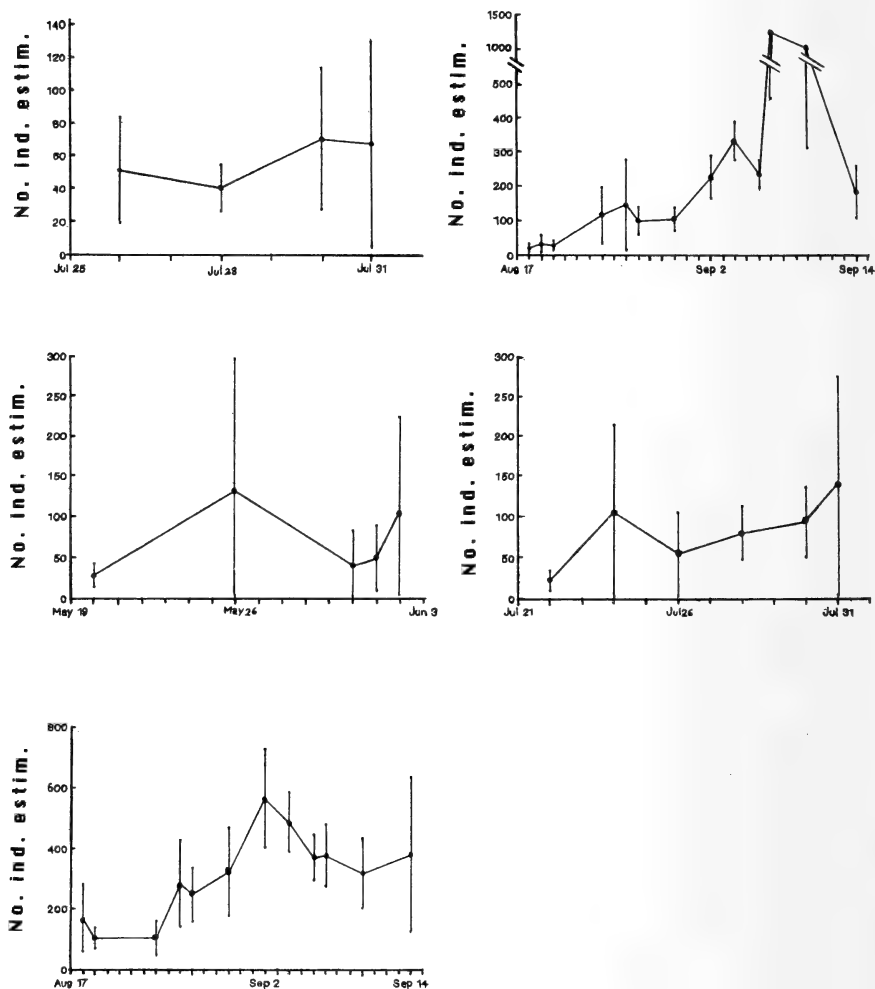 No. ind. estim.
140
120
100
80
60
40
20
0
Jul 25
Jul 28
Jul 31
No. ind. estim.
1500
1000
500
400
300
200
100
0
Aug 17
Sep 2
Sep 14
No. ind. estim.
300
250
200
150
100
50
0
May 19
May 26
Jun 3
No. ind. estim.
300
250
200
150
100
50
0
Jul 21
Jul 26
Jul 31
No. ind. estim.
800
600
400
200
0
Aug 17
Sep 2
Sep 14